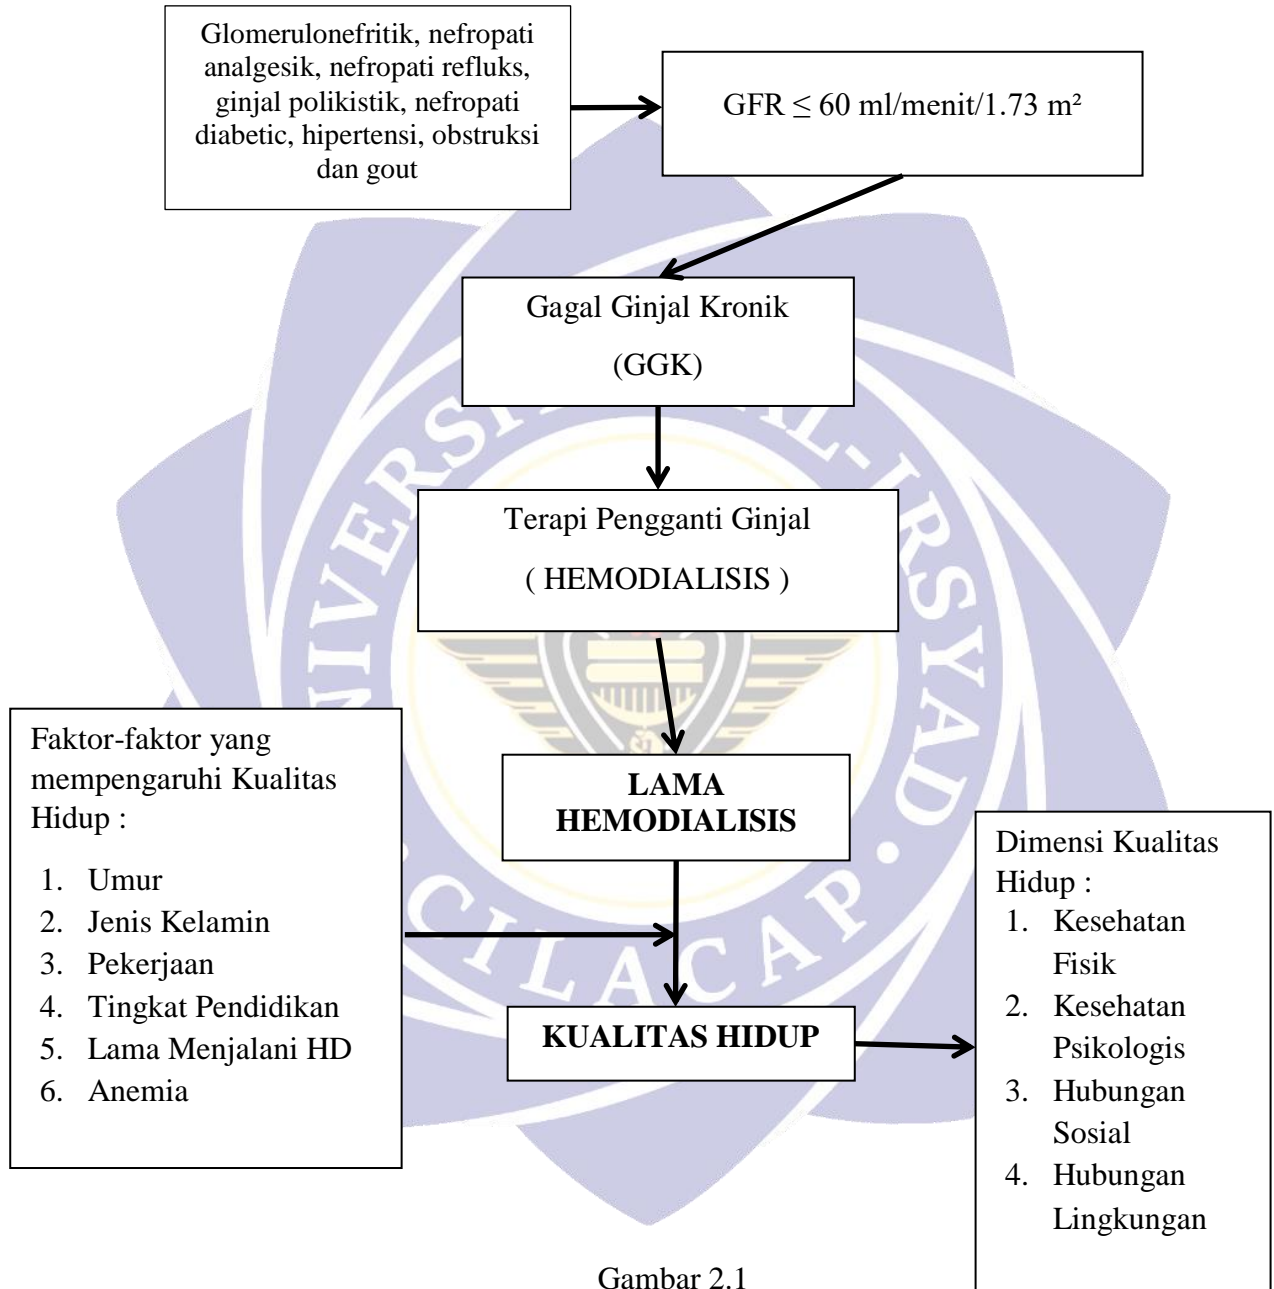 Glomerulonefritik, nefropati
analgesik, nefropati refluks,
ginjal polikistik, nefropati
diabetic, hipertensi, obstruksi
dan gout
GFR ≤ 60 ml/menit/1.73 m²
Gagal Ginjal Kronik
(GGK)
Terapi Pengganti Ginjal
( HEMODIALISIS )
LAMA
HEMODIALISIS
Faktor-faktor yang
mempengaruhi Kualitas
Hidup :
1. Umur
2. Jenis Kelamin
3. Pekerjaan
4. Tingkat Pendidikan
5. Lama Menjalani HD
6. Anemia
KUALITAS HIDUP
Dimensi Kualitas
Hidup :
1. Kesehatan
Fisik
2. Kesehatan
Psikologis
3. Hubungan
Sosial
4. Hubungan
Lingkungan
Gambar 2.1
AL-IRSYAD
CILACAP